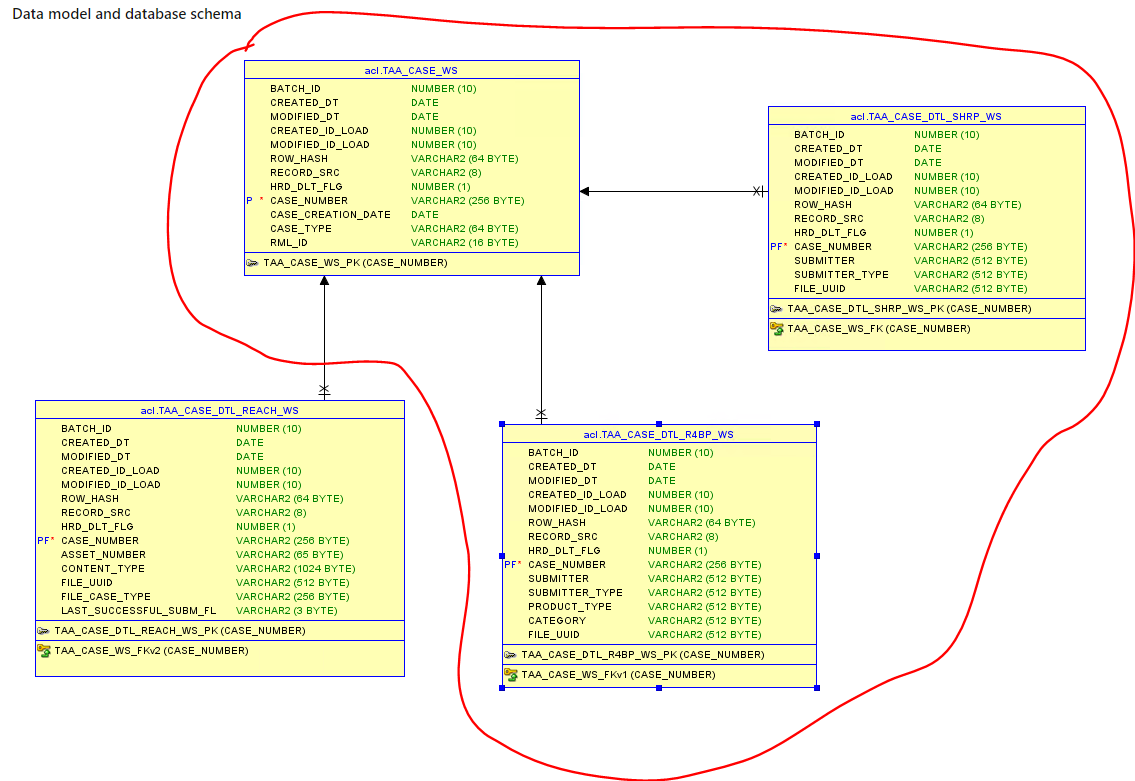 Data model and database schema
acl.TAA_CASE_WS
BATCH_ID NUMBER (10)
CREATED_DT DATE
MODIFIED_DT DATE
CREATED_ID_LOAD NUMBER (10)
MODIFIED_ID_LOAD NUMBER (10)
ROW_HASH VARCHAR2 (64 BYTE)
RECORD_SRC VARCHAR2 (8)
HRD_DLT_FLG NUMBER (1)
P * CASE_NUMBER VARCHAR2 (256 BYTE)
CASE_CREATION_DATE DATE
CASE_TYPE VARCHAR2 (64 BYTE)
RML_ID VARCHAR2 (16 BYTE)
TAA_CASE_WS_PK (CASE_NUMBER)
acl.TAA_CASE_DTL_SHRP_WS
BATCH_ID NUMBER (10)
CREATED_DT DATE
MODIFIED_DT DATE
CREATED_ID_LOAD NUMBER (10)
MODIFIED_ID_LOAD NUMBER (10)
ROW_HASH VARCHAR2 (64 BYTE)
RECORD_SRC VARCHAR2 (8)
HRD_DLT_FLG NUMBER (1)
PF* CASE_NUMBER VARCHAR2 (256 BYTE)
SUBMITTER VARCHAR2 (512 BYTE)
SUBMITTER_TYPE VARCHAR2 (512 BYTE)
FILE_UUID VARCHAR2 (512 BYTE)
TAA_CASE_DTL_SHRP_WS_PK (CASE_NUMBER)
TAA_CASE_WS_FK (CASE_NUMBER)
acl.TAA_CASE_DTL_REACH_WS
BATCH_ID NUMBER (10)
CREATED_DT DATE
MODIFIED_DT DATE
CREATED_ID_LOAD NUMBER (10)
MODIFIED_ID_LOAD NUMBER (10)
ROW_HASH VARCHAR2 (64 BYTE)
RECORD_SRC VARCHAR2 (8)
HRD_DLT_FLG NUMBER (1)
PF* CASE_NUMBER VARCHAR2 (256 BYTE)
ASSET_NUMBER VARCHAR2 (65 BYTE)
CONTENT_TYPE VARCHAR2 (1024 BYTE)
FILE_UUID VARCHAR2 (512 BYTE)
FILE_CASE_TYPE VARCHAR2 (256 BYTE)
LAST_SUCCESSFUL_SUBM_FL VARCHAR2 (3 BYTE)
TAA_CASE_DTL_REACH_WS_PK (CASE_NUMBER)
TAA_CASE_WS_FKv2 (CASE_NUMBER)
acl.TAA_CASE_DTL_R4BP_WS
BATCH_ID NUMBER (10)
CREATED_DT DATE
MODIFIED_DT DATE
CREATED_ID_LOAD NUMBER (10)
MODIFIED_ID_LOAD NUMBER (10)
ROW_HASH VARCHAR2 (64 BYTE)
RECORD_SRC VARCHAR2 (8)
HRD_DLT_FLG NUMBER (1)
PF* CASE_NUMBER VARCHAR2 (256 BYTE)
SUBMITTER VARCHAR2 (512 BYTE)
SUBMITTER_TYPE VARCHAR2 (512 BYTE)
PRODUCT_TYPE VARCHAR2 (512 BYTE)
CATEGORY VARCHAR2 (512 BYTE)
FILE_UUID VARCHAR2 (512 BYTE)
TAA_CASE_DTL_R4BP_WS_PK (CASE_NUMBER)
TAA_CASE_WS_FKv1 (CASE_NUMBER)